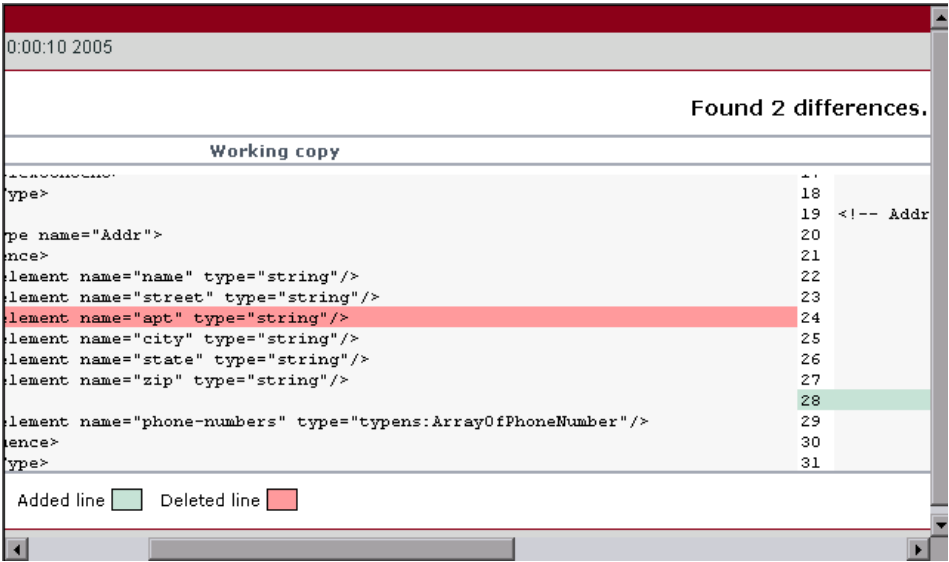 0:00:10 2005
Found 2 differences.
Working copy
ype> 18
19 <!-- Addr
pe name="Addr"> 20
nce> 21
lement name="name" type="string"/> 22
lement name="street" type="string"/> 23
lement name="apt" type="string"/> 24
lement name="city" type="string"/> 25
lement name="state" type="string"/> 26
lement name="zip" type="string"/> 27
28
lement name="phone-numbers" type="typens:ArrayOfPhoneNumber"/> 29
ence> 30
ype> 31
Added line Deleted line